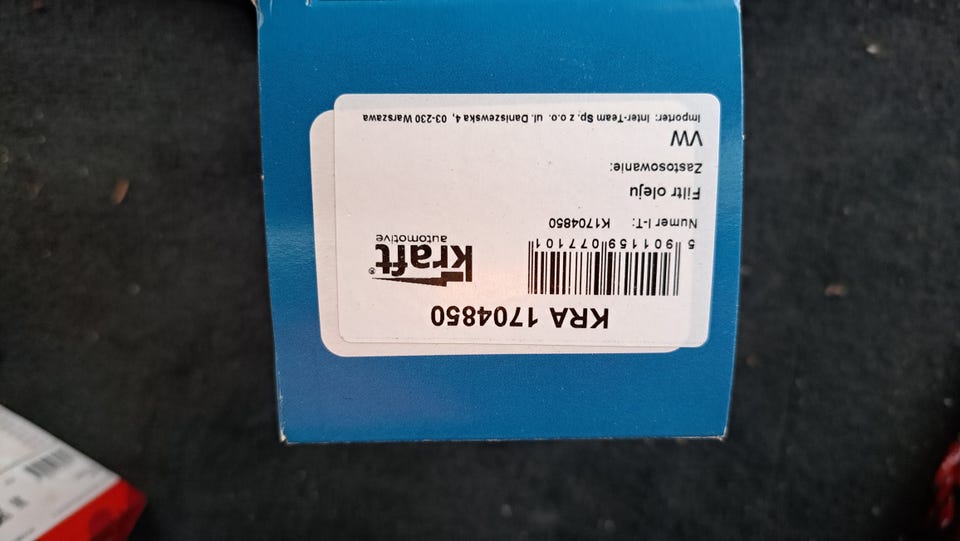 KRA 1704850
kraft®
automotive
5 901159 077101
Numer I-T: K1704850
Filtr oleju
Zastosowanie:
VW
Importer: Inter-Team Sp. z o.o. ul. Daniszewska 4, 03-230 Warszawa